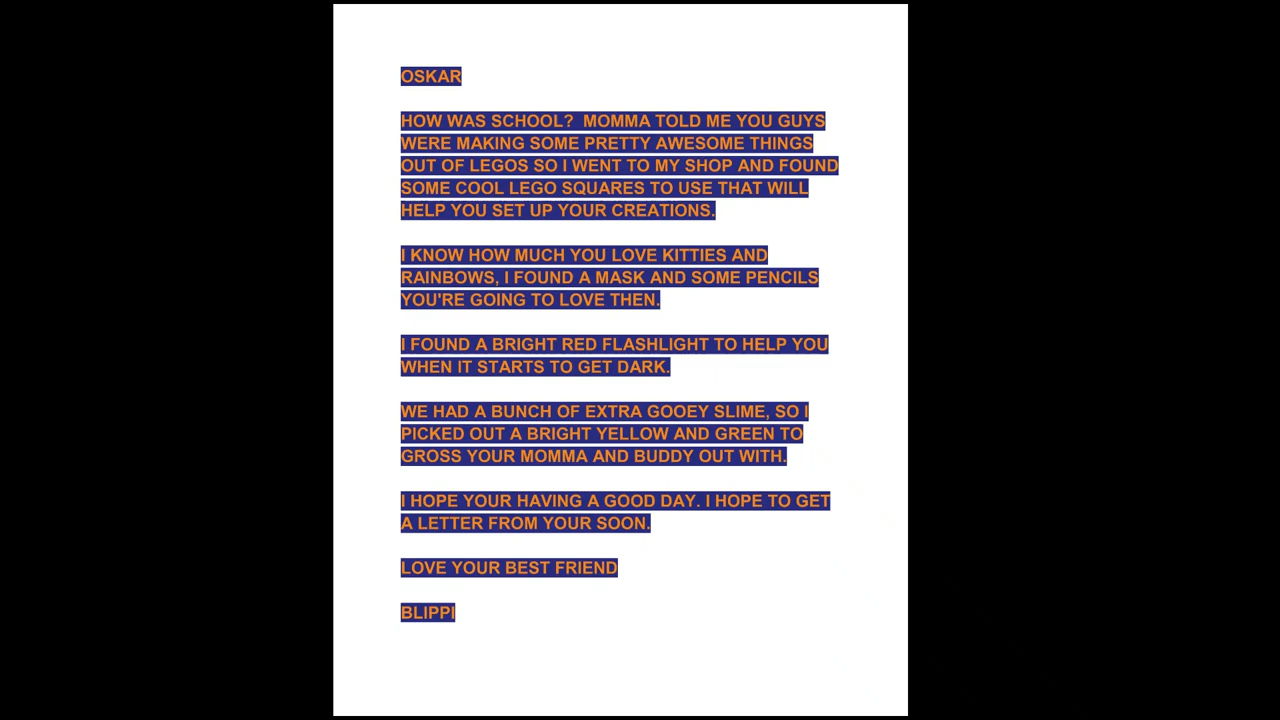 OSKAR
HOW WAS SCHOOL?  MOMMA TOLD ME YOU GUYS
WERE MAKING SOME PRETTY AWESOME THINGS
OUT OF LEGOS SO I WENT TO MY SHOP AND FOUND
SOME COOL LEGO SQUARES TO USE THAT WILL
HELP YOU SET UP YOUR CREATIONS.
I KNOW HOW MUCH YOU LOVE KITTIES AND
RAINBOWS, I FOUND A MASK AND SOME PENCILS
YOU'RE GOING TO LOVE THEN.
I FOUND A BRIGHT RED FLASHLIGHT TO HELP YOU
WHEN IT STARTS TO GET DARK.
WE HAD A BUNCH OF EXTRA GOOEY SLIME, SO I
PICKED OUT A BRIGHT YELLOW AND GREEN TO
GROSS YOUR MOMMA AND BUDDY OUT WITH.
I HOPE YOUR HAVING A GOOD DAY. I HOPE TO GET
A LETTER FROM YOUR SOON.
LOVE YOUR BEST FRIEND
BLIPPI